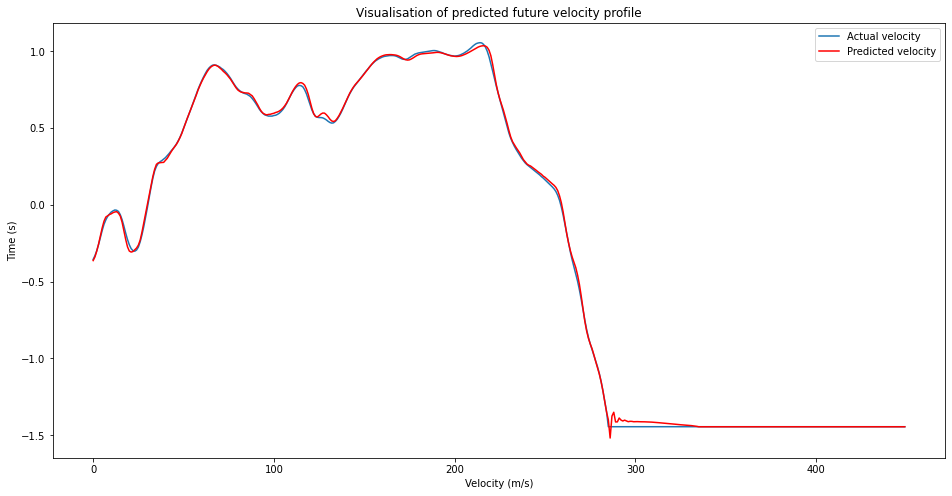 Visualisation of predicted future velocity profile
Actual velocity
Predicted velocity
1.0
0.5
0.0
−0.5
−1.0
−1.5
Time (s)
0
100
200
300
400
Velocity (m/s)